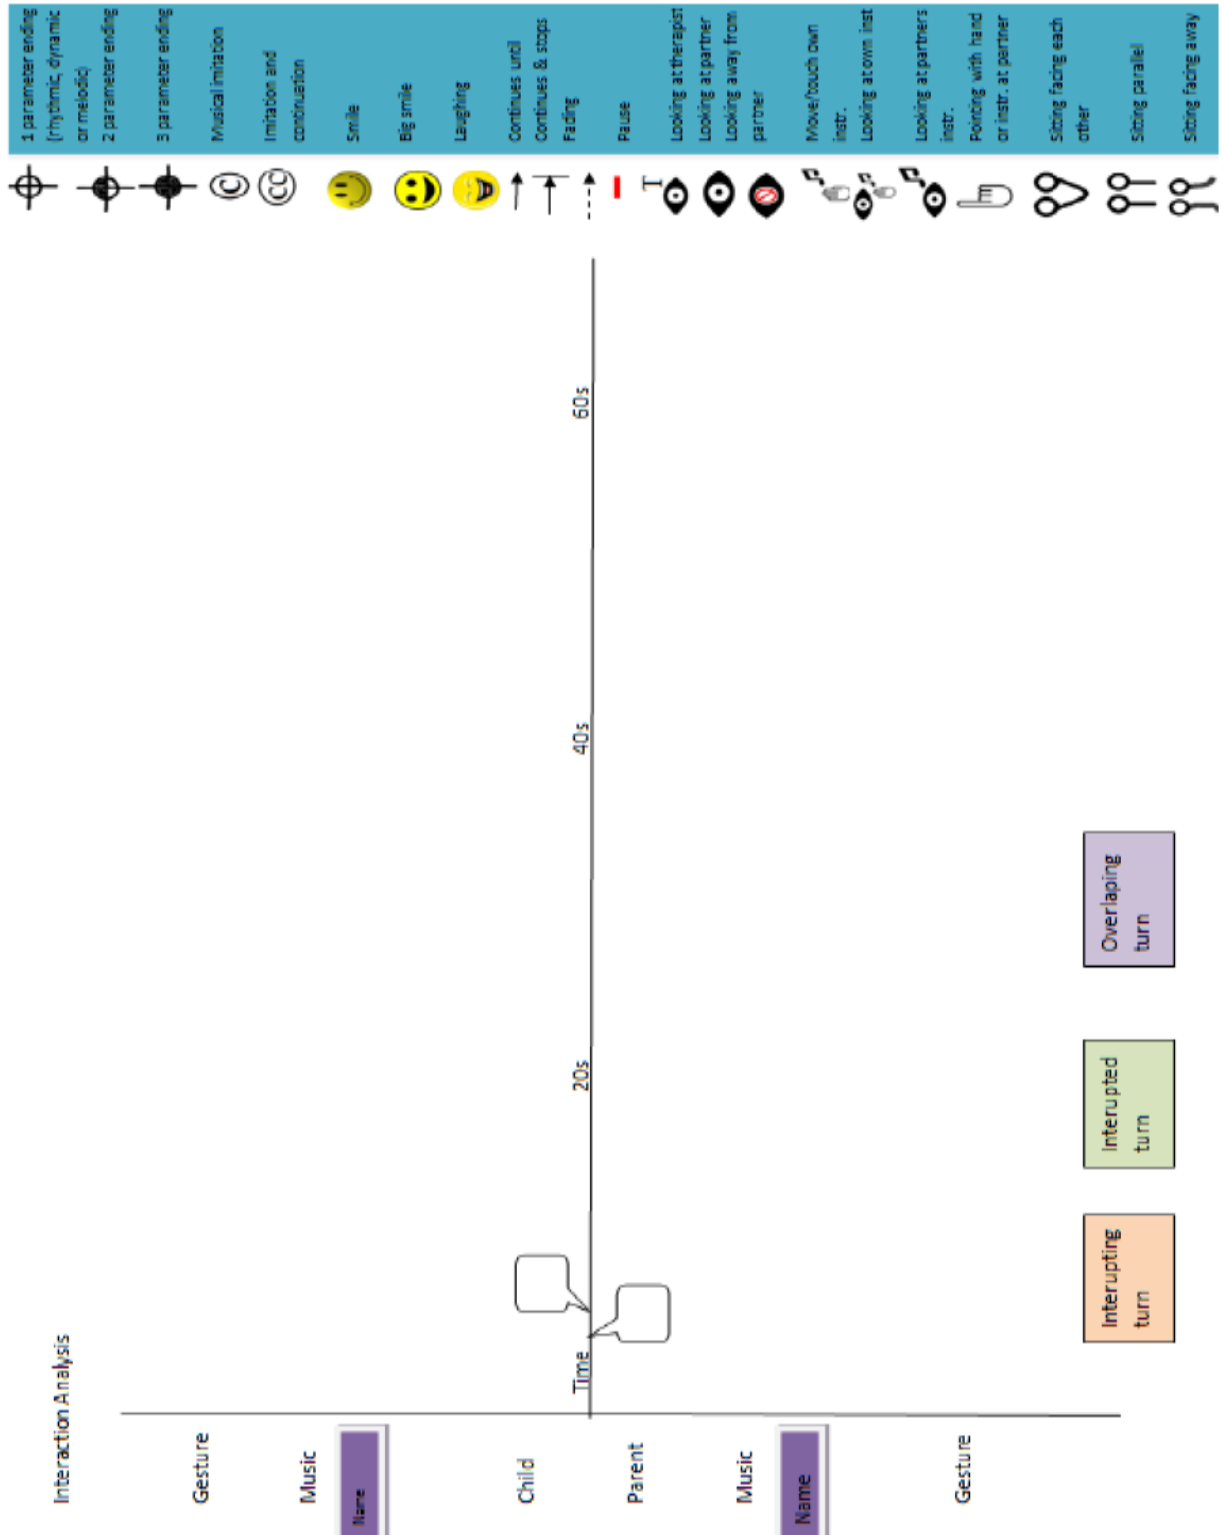 Interaction Analysis
Gesture
Music
Name
Child
Parent
Music
Name
Gesture
Time
20s
40s
60s
Interupting
turn
Interupted
turn
Overlaping
turn
1 parameter ending
(rhythmic, dynamic
or melodic)
2 parameter ending
3 parameter ending
Musical imitation
Imitation and
continuation
Smile
Big smile
Laughing
Continues until
Continues & stops
Fading
Pause
Looking at therapist
Looking at partner
Looking away from
partner
Move/touch own
instr.
Looking at own inst
Looking at partners
instr.
Pointing with hand
or instr. at partner
Sitting facing each
other
Sitting parallel
Sitting facing away
C
CC
T